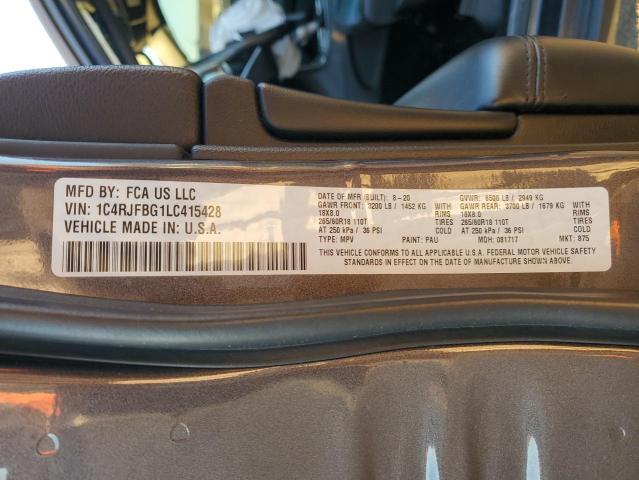 MFD BY: FCA US LLC
VIN: 1C4RJFBG1LC415428
VEHICLE MADE IN: U.S.A.
DATE OF MFR (BUILT): 8-20 GVWR: 6500 LB / 2949 KG
GAWR FRONT: 3200 LB / 1452 KG WITH GAWR REAR: 3700 LB / 1679 KG WITH
18X8.0 RIMS 18X8.0 RIMS
265/60R18 110T TIRES 265/60R18 110T TIRES
AT 250 kPa / 36 PSI COLD AT 250 kPa / 36 PSI COLD
TYPE: MPV PAINT: PAU MDH: 081717 MKT: 875
THIS VEHICLE CONFORMS TO ALL APPLICABLE U.S.A. FEDERAL MOTOR VEHICLE SAFETY
STANDARDS IN EFFECT ON THE DATE OF MANUFACTURE SHOWN ABOVE.